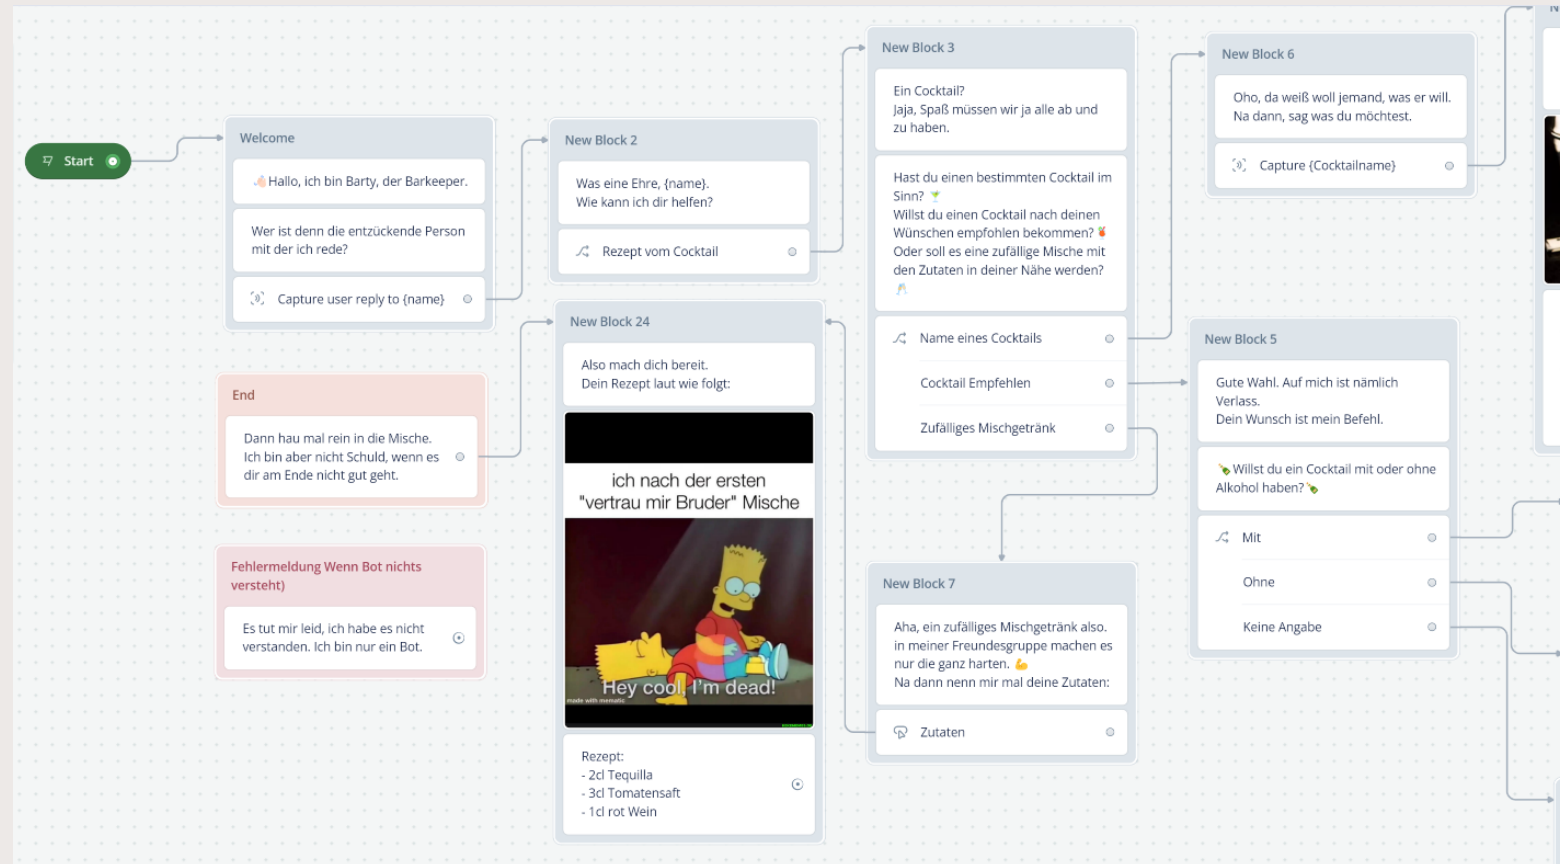 Start
Welcome
Hallo, ich bin Barty, der Barkeeper.
Wer ist denn die entzückende Person
mit der ich rede?
Capture user reply to {name}
End
Dann hau mal rein in die Mische.
Ich bin aber nicht Schuld, wenn es
dir am Ende nicht gut geht.
Fehlermeldung Wenn Bot nichts
versteht)
Es tut mir leid, ich habe es nicht
verstanden. Ich bin nur ein Bot.
New Block 2
Was eine Ehre, {name}.
Wie kann ich dir helfen?
Rezept vom Cocktail
New Block 24
Also mach dich bereit.
Dein Rezept laut wie folgt:
ich nach der ersten
"vertrau mir Bruder" Mische
Hey cool, I'm dead!
made with mematic
Rezept:
- 2cl Tequilla
- 3cl Tomatensaft
- 1cl rot Wein
New Block 3
Ein Cocktail?
Jaja, Spaß müssen wir ja alle ab und
zu haben.
Hast du einen bestimmten Cocktail im
Sinn?
Willst du einen Cocktail nach deinen
Wünschen empfohlen bekommen?
Oder soll es eine zufällige Mische mit
den Zutaten in deiner Nähe werden?
Name eines Cocktails
Cocktail Empfehlen
Zufälliges Mischgetränk
New Block 7
Aha, ein zufälliges Mischgetränk also.
in meiner Freundesgruppe machen es
nur die ganz harten.
Na dann nenn mir mal deine Zutaten:
Zutaten
New Block 6
Oho, da weiß woll jemand, was er will.
Na dann, sag was du möchtest.
Capture {Cocktailname}
New Block 5
Gute Wahl. Auf mich ist nämlich
Verlass.
Dein Wunsch ist mein Befehl.
Willst du ein Cocktail mit oder ohne
Alkohol haben?
Mit
Ohne
Keine Angabe